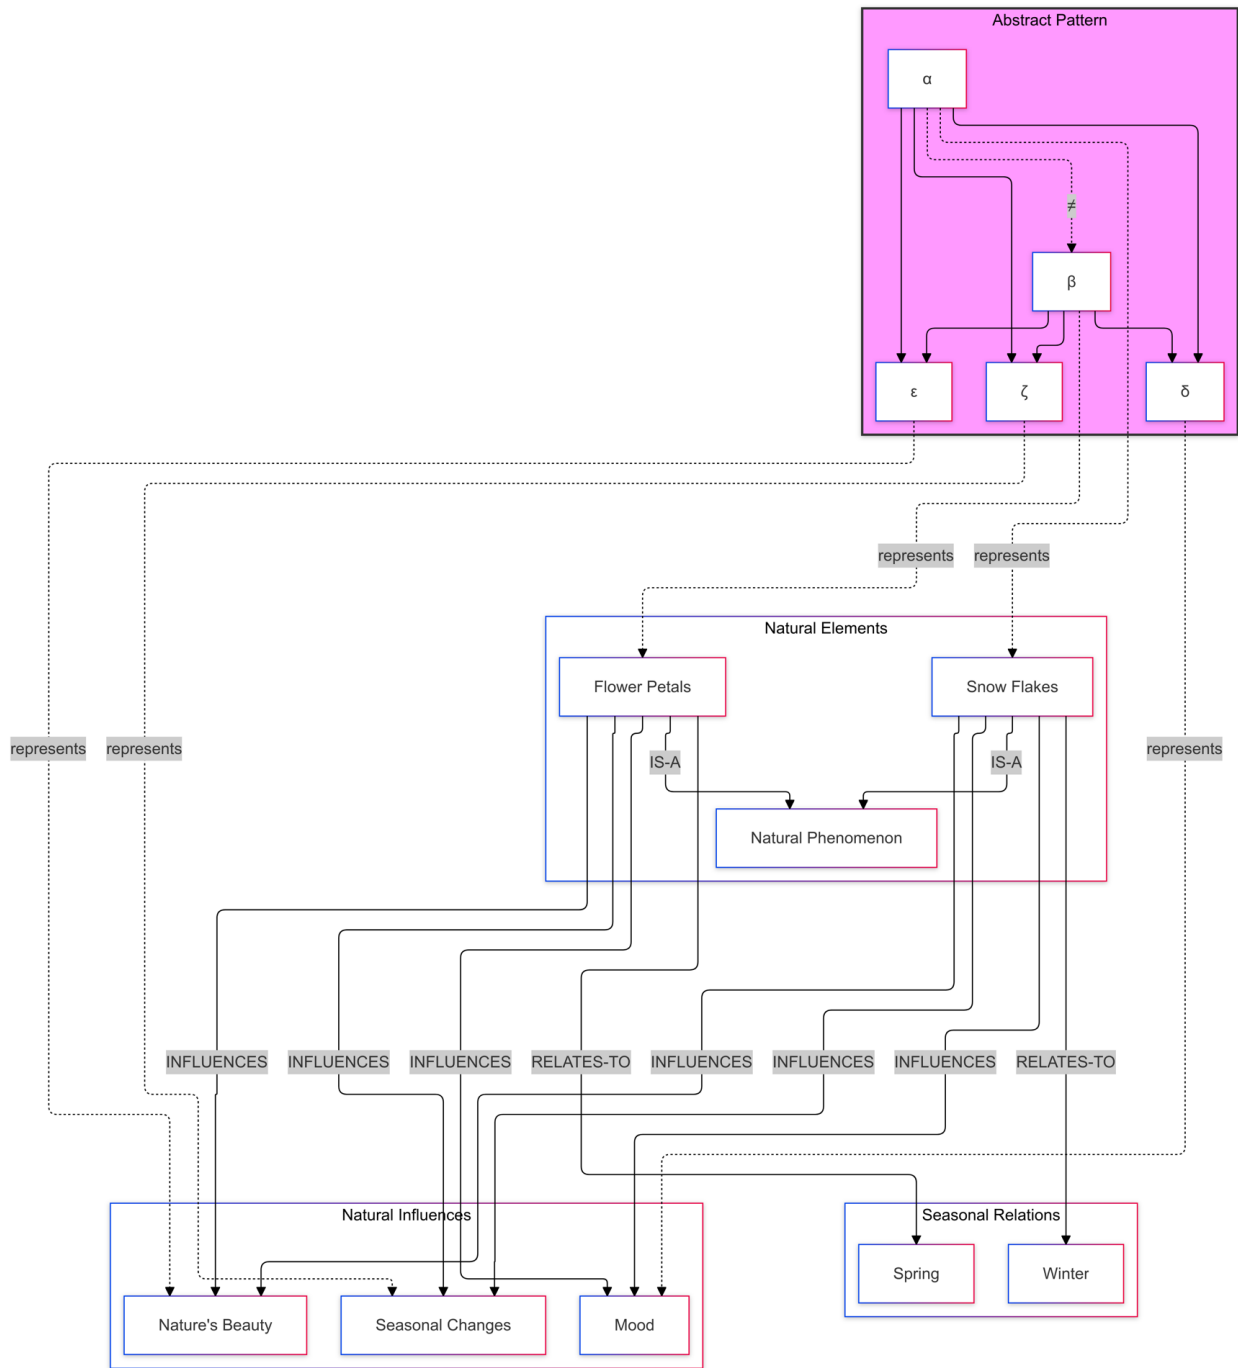 Abstract Pattern
α
≠
β
ε
ζ
δ
represents
represents
Natural Elements
Flower Petals
Snow Flakes
represents
represents
represents
IS-A
IS-A
Natural Phenomenon
INFLUENCES
INFLUENCES
INFLUENCES
RELATES-TO
INFLUENCES
INFLUENCES
INFLUENCES
RELATES-TO
Natural Influences
Seasonal Relations
Spring
Winter
Nature's Beauty
Seasonal Changes
Mood